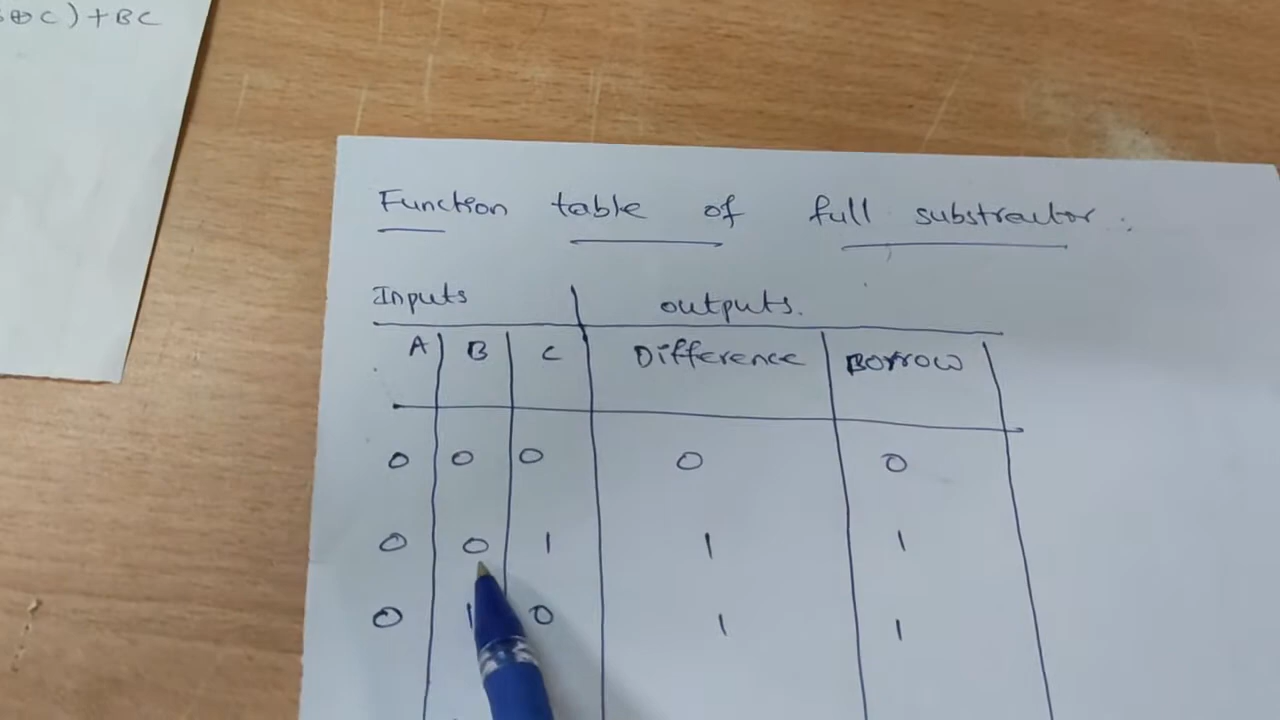 ⊕C)+BC
Function table of full substractor :
Inputs outputs.
A B C Difference Borrow
0 0 0 0 0
0 0 1 1 1
0 1 0 1 1